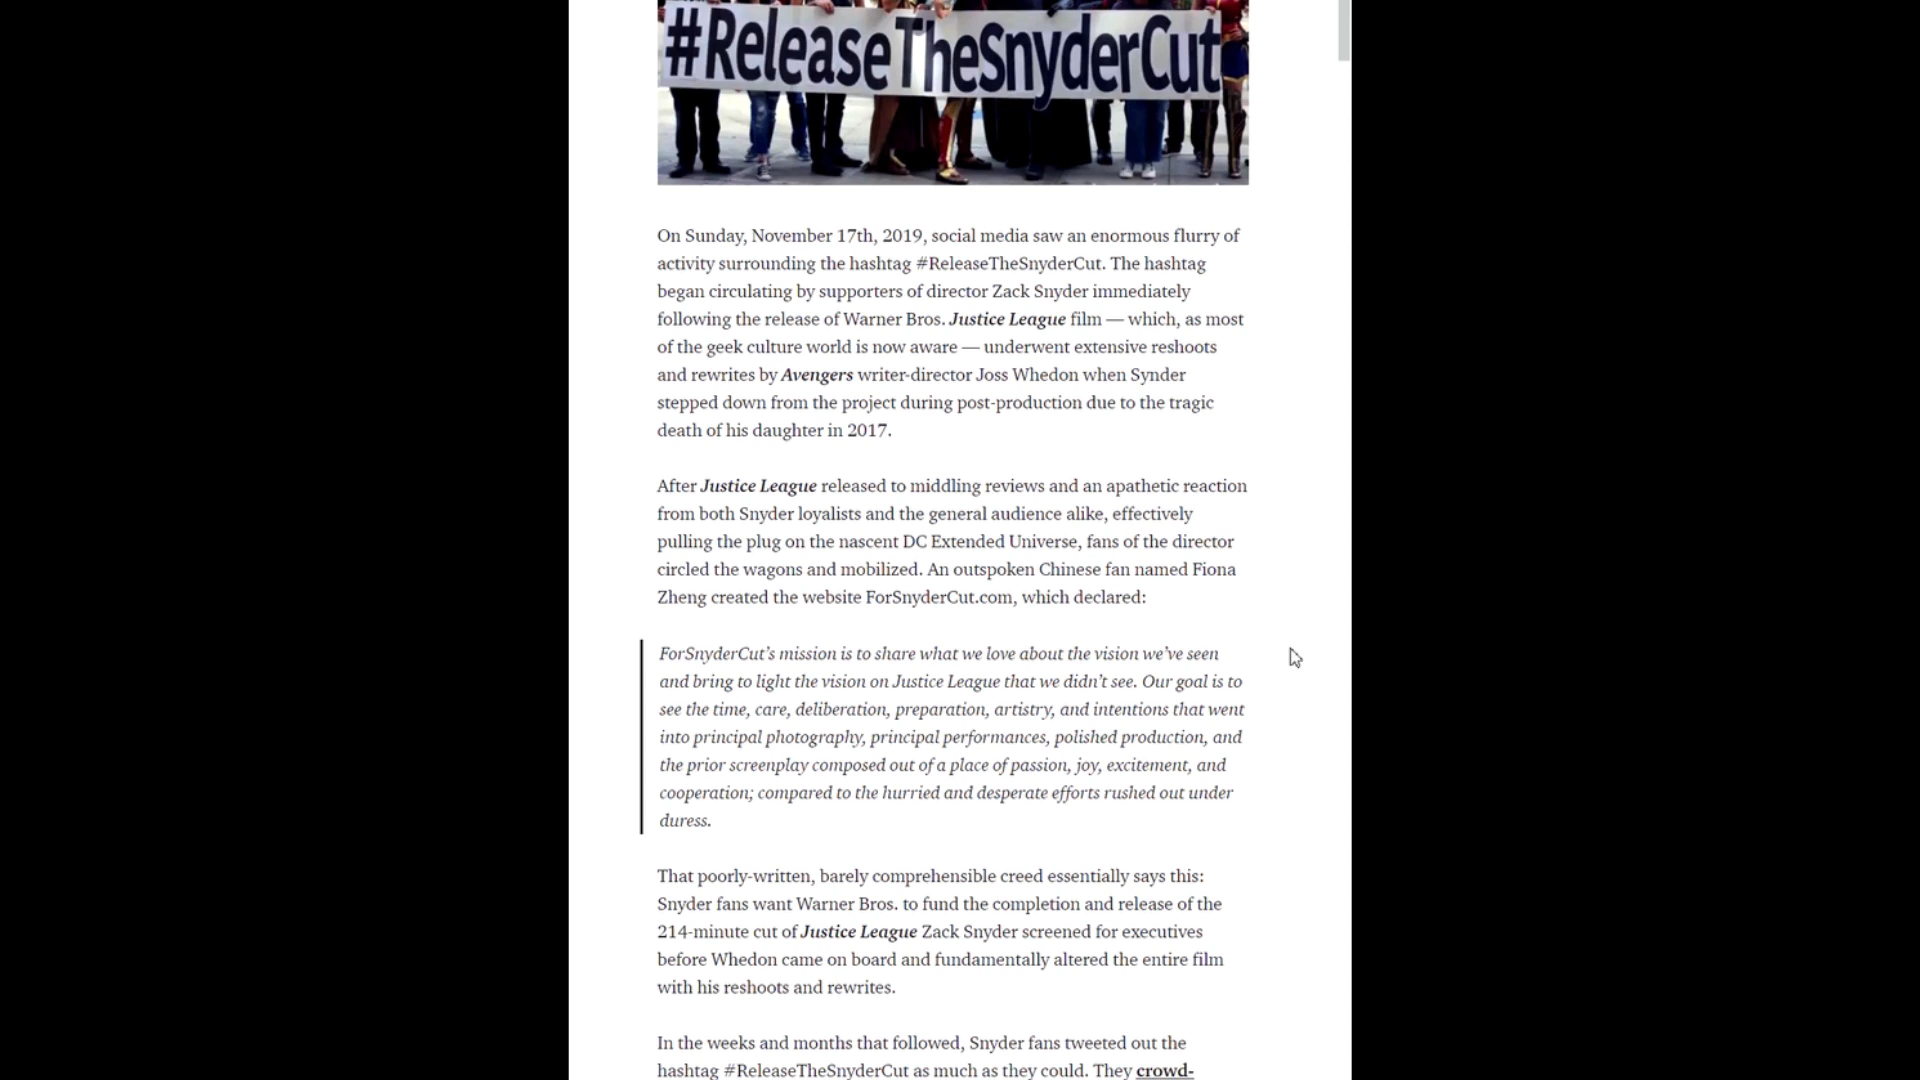 #ReleaseTheSnyderCut
On Sunday, November 17th, 2019, social media saw an enormous flurry of
activity surrounding the hashtag #ReleaseTheSnyderCut. The hashtag
began circulating by supporters of director Zack Snyder immediately
following the release of Warner Bros. Justice League film — which, as most
of the geek culture world is now aware — underwent extensive reshoots
and rewrites by Avengers writer-director Joss Whedon when Synder
stepped down from the project during post-production due to the tragic
death of his daughter in 2017.
After Justice League released to middling reviews and an apathetic reaction
from both Snyder loyalists and the general audience alike, effectively
pulling the plug on the nascent DC Extended Universe, fans of the director
circled the wagons and mobilized. An outspoken Chinese fan named Fiona
Zheng created the website ForSnyderCut.com, which declared:
ForSnyderCut’s mission is to share what we love about the vision we’ve seen
and bring to light the vision on Justice League that we didn’t see. Our goal is to
see the time, care, deliberation, preparation, artistry, and intentions that went
into principal photography, principal performances, polished production, and
the prior screenplay composed out of a place of passion, joy, excitement, and
cooperation; compared to the hurried and desperate efforts rushed out under
duress.
That poorly-written, barely comprehensible creed essentially says this:
Snyder fans want Warner Bros. to fund the completion and release of the
214-minute cut of Justice League Zack Snyder screened for executives
before Whedon came on board and fundamentally altered the entire film
with his reshoots and rewrites.
In the weeks and months that followed, Snyder fans tweeted out the
hashtag #ReleaseTheSnyderCut as much as they could. They crowd-